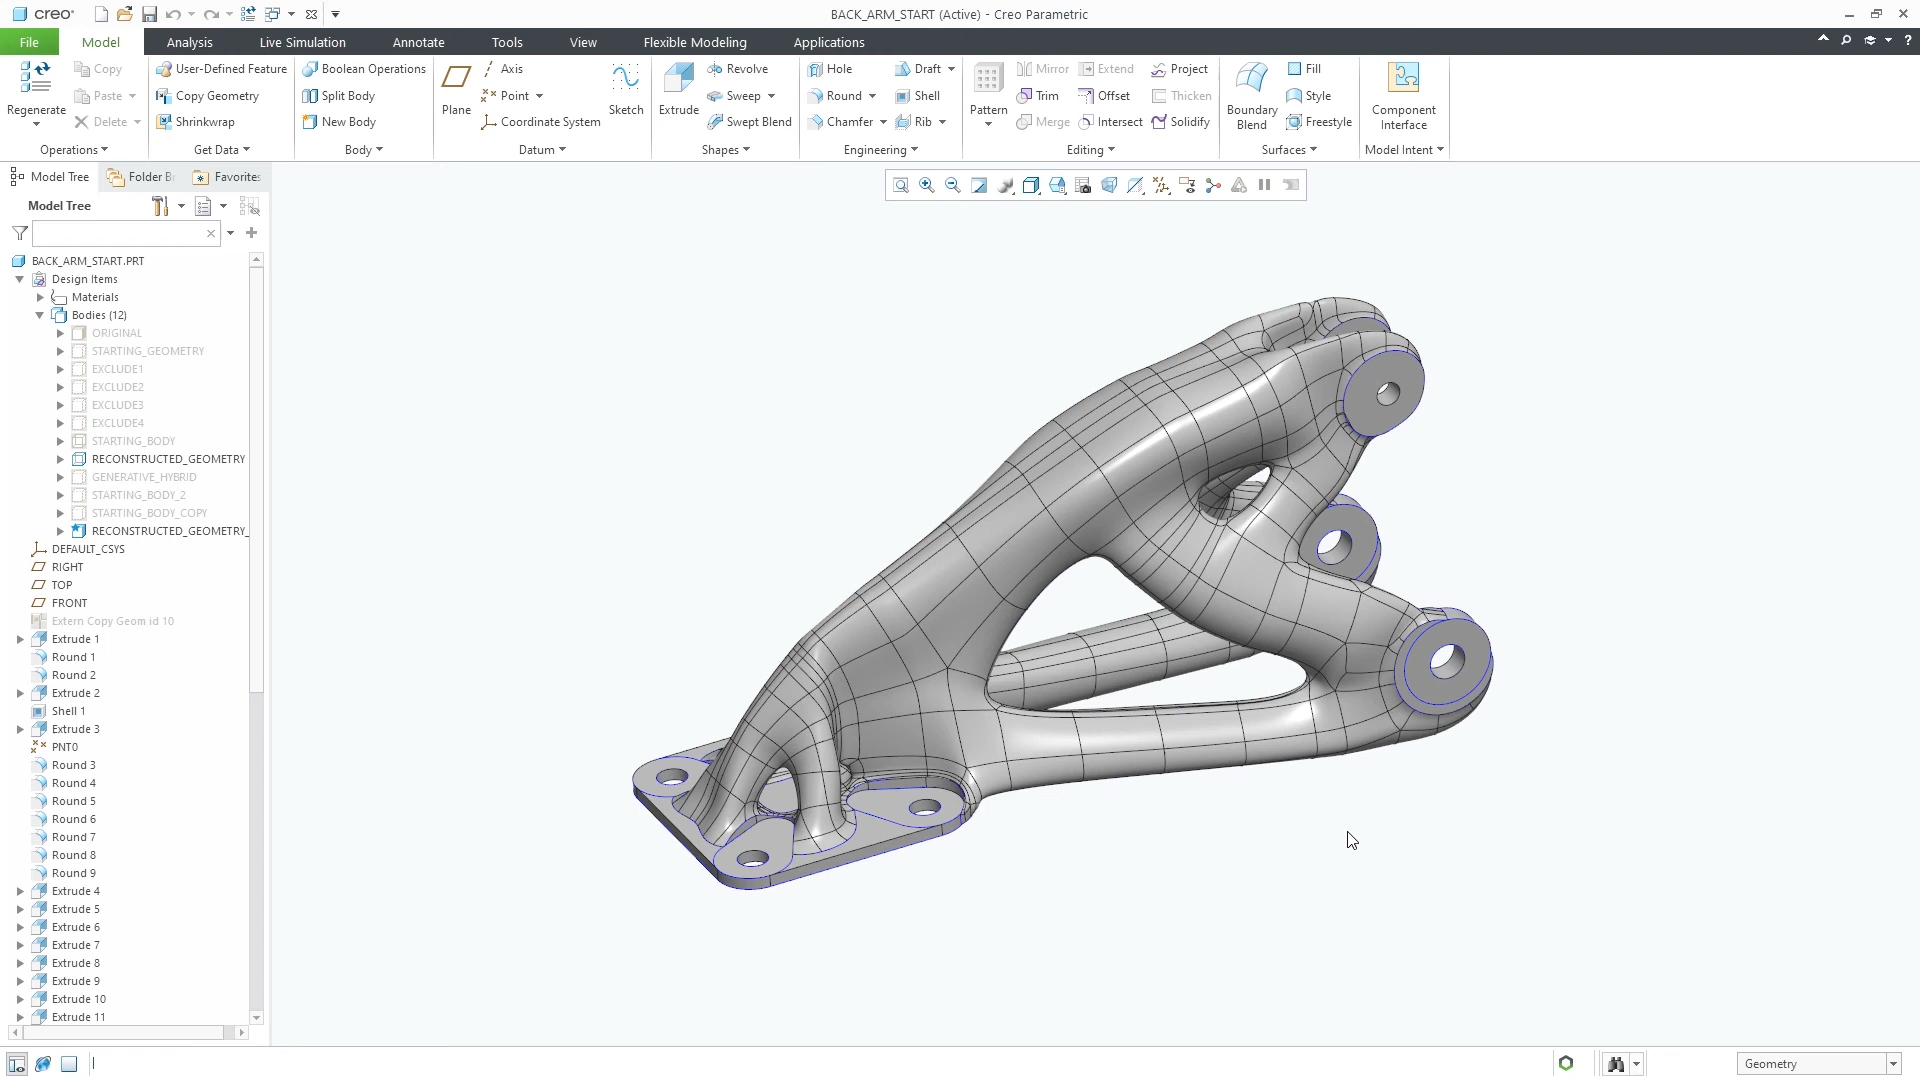 creo
BACK_ARM_START (Active) - Creo Parametric
File Model Analysis Live Simulation Annotate Tools View Flexible Modeling Applications
Copy User-Defined Feature Boolean Operations Axis Revolve Hole Draft Mirror Extend Project Fill
Regenerate Paste Copy Geometry Split Body Plane Point Sketch Extrude Sweep Round Shell Pattern Trim Offset Thicken Boundary Blend Style Component Interface
Delete Shrinkwrap New Body Coordinate System Swept Blend Chamfer Rib Merge Intersect Solidify Freestyle
Operations Get Data Body Datum Shapes Engineering Editing Surfaces Model Intent
Model Tree Folder Br Favorites
Model Tree
BACK_ARM_START.PRT
Design Items
Materials
Bodies (12)
ORIGINAL
STARTING_GEOMETRY
EXCLUDE1
EXCLUDE2
EXCLUDE3
EXCLUDE4
STARTING_BODY
RECONSTRUCTED_GEOMETRY
GENERATIVE_HYBRID
STARTING_BODY_2
STARTING_BODY_COPY
RECONSTRUCTED_GEOMETRY_
DEFAULT_CSYS
RIGHT
TOP
FRONT
Extern Copy Geom id 10
Extrude 1
Round 1
Round 2
Extrude 2
Shell 1
Extrude 3
PNT0
Round 3
Round 4
Round 5
Round 6
Round 7
Round 8
Round 9
Extrude 4
Extrude 5
Extrude 6
Extrude 7
Extrude 8
Extrude 9
Extrude 10
Extrude 11
Geometry